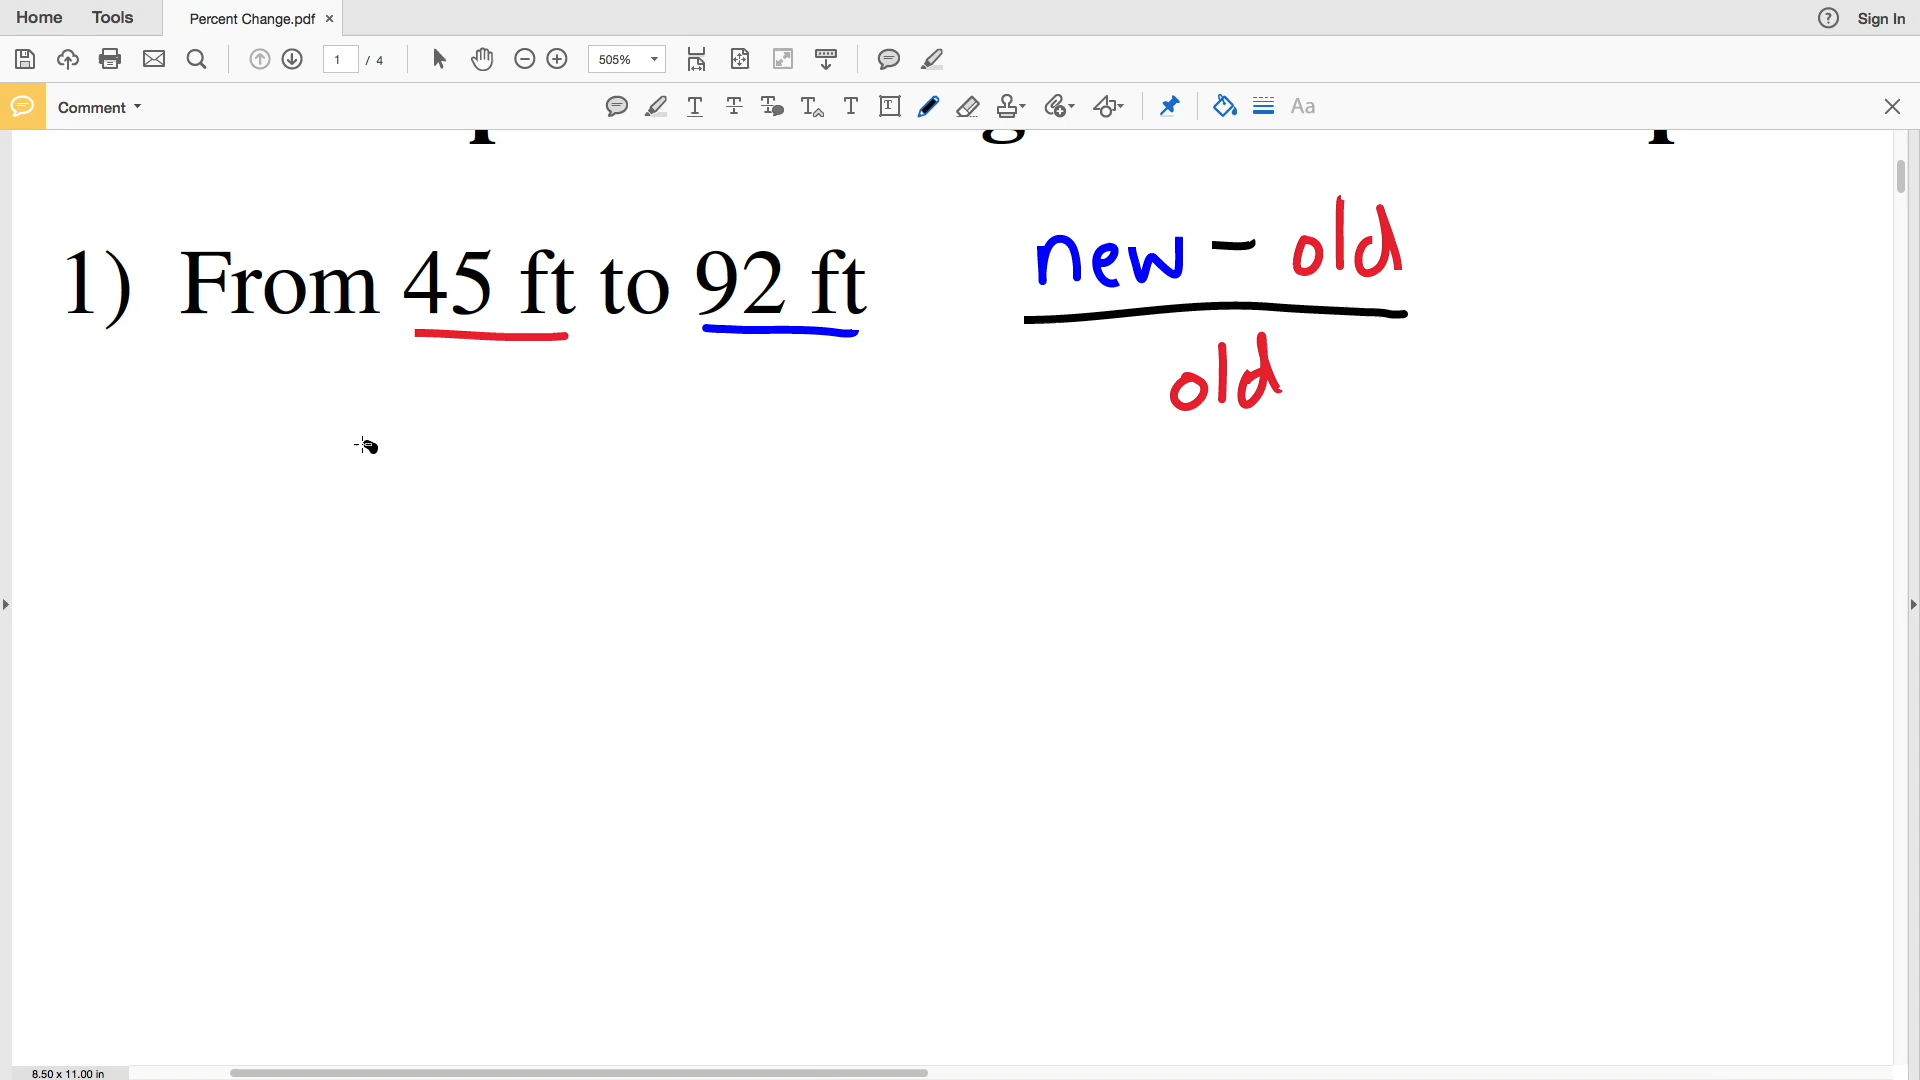 Home Tools Percent Change.pdf × ? Sign In
1 / 4 505%
Comment T T T T T T Aa
1) From 45 ft to 92 ft
new - old
old
8.50 x 11.00 in